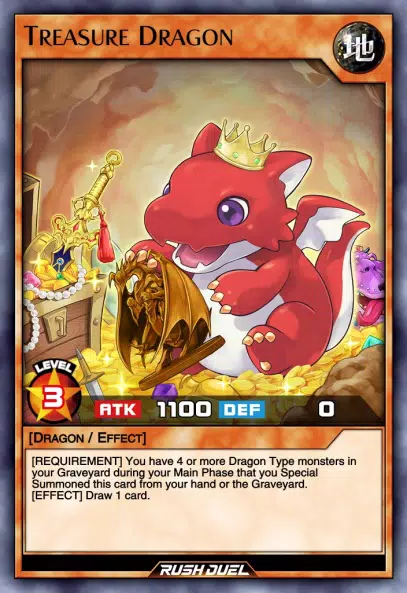 TREASURE DRAGON
地
LEVEL
3
ATK 1100 DEF 0
[DRAGON / EFFECT]
[REQUIREMENT] You have 4 or more Dragon Type monsters in
your Graveyard during your Main Phase that you Special
Summoned this card from your hand or the Graveyard.
[EFFECT] Draw 1 card.
RUSH DUEL